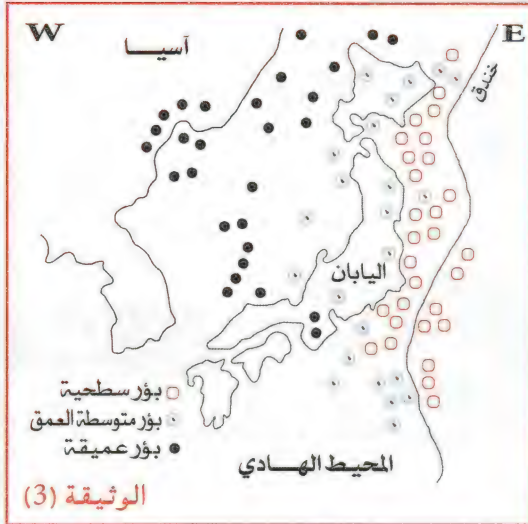 W
E
آسيا
خندق
اليابان
بؤر سطحية
بؤر متوسطة العمق
بؤر عميقة
المحيط الهادي
الوثيقة (3)